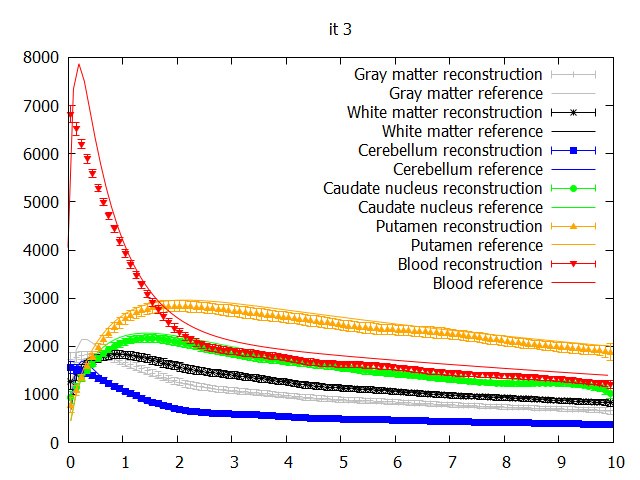 it 3
8000
7000
6000
5000
4000
3000
2000
1000
0
Gray matter reconstruction
Gray matter reference
White matter reconstruction
White matter reference
Cerebellum reconstruction
Cerebellum reference
Caudate nucleus reconstruction
Caudate nucleus reference
Putamen reconstruction
Putamen reference
Blood reconstruction
Blood reference
0 1 2 3 4 5 6 7 8 9 10